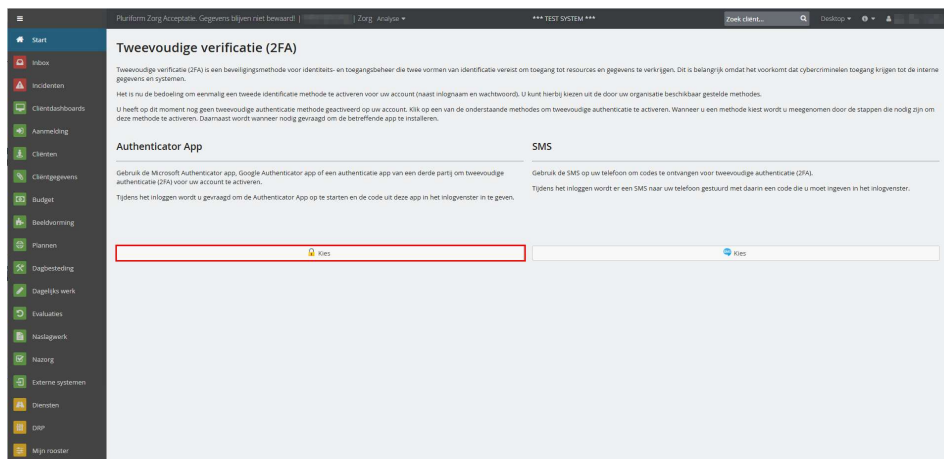 Pluriform Zorg Acceptatie. Gegevens blijven niet bewaard! | | Zorg Analyse
*** TEST SYSTEM ***
Zoek cliënt...
Desktop
Start
Inbox
Incidenten
Cliëntdashboards
Aanmelding
Cliënten
Cliëntgegevens
Budget
Beeldvorming
Plannen
Dagbesteding
Dagelijks werk
Evaluaties
Naslagwerk
Nazorg
Externe systemen
Diensten
DRP
Mijn rooster
Tweevoudige verificatie (2FA)
Tweevoudige verificatie (2FA) is een beveiligingsmethode voor identiteits- en toegangsbeheer die twee vormen van identificatie vereist om toegang tot resources en gegevens te verkrijgen. Dit is belangrijk omdat het voorkomt dat cybercriminelen toegang krijgen tot de interne
gegevens en systemen.
Het is nu de bedoeling om eenmalig een tweede identificatie methode te activeren voor uw account (naast inlognaam en wachtwoord). U kunt hierbij kiezen uit de door uw organisatie beschikbaar gestelde methodes.
U heeft op dit moment nog geen tweevoudige authenticatie methode geactiveerd op uw account. Klik op een van de onderstaande methodes om tweevoudige authenticatie te activeren. Wanneer u een methode kiest wordt u meegenomen door de stappen die nodig zijn om
deze methode te activeren. Daarnaast wordt wanneer nodig gevraagd om de betreffende app te installeren.
Authenticator App
Gebruik de Microsoft Authenticator app, Google Authenticator app of een authenticatie app van een derde partij om tweevoudige
authenticatie (2FA) voor uw account te activeren.
Tijdens het inloggen wordt u gevraagd om de Authenticator App op te starten en de code uit deze app in het inlogvenster in te geven.
Kies
SMS
Gebruik de SMS op uw telefoon om codes te ontvangen voor tweevoudige authenticatie (2FA).
Tijdens het inloggen wordt er een SMS naar uw telefoon gestuurd met daarin een code die u moet ingeven in het inlogvenster.
Kies